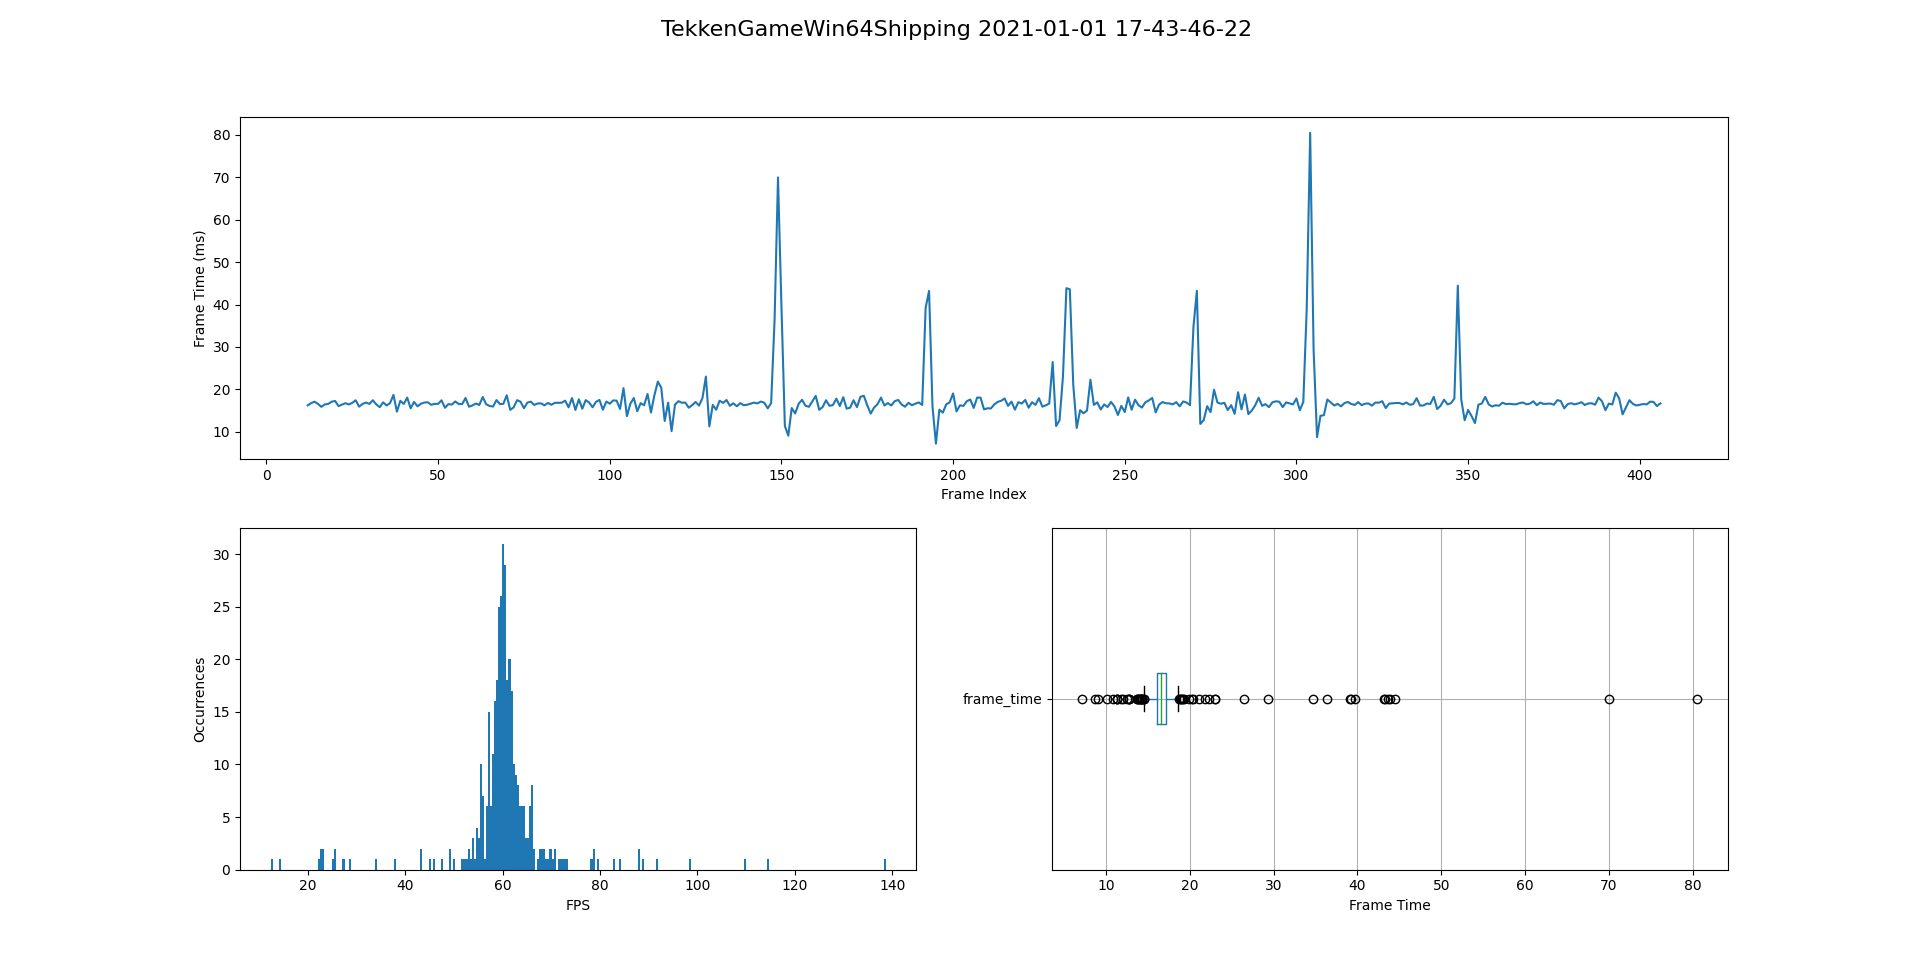 TekkenGameWin64Shipping 2021-01-01 17-43-46-22
80
70
60
50
40
30
20
10
Frame Time (ms)
0 50 100 150 200 250 300 350 400
Frame Index
30
25
20
15
10
5
0
Occurrences
20 40 60 80 100 120 140
FPS
frame_time
10 20 30 40 50 60 70 80
Frame Time